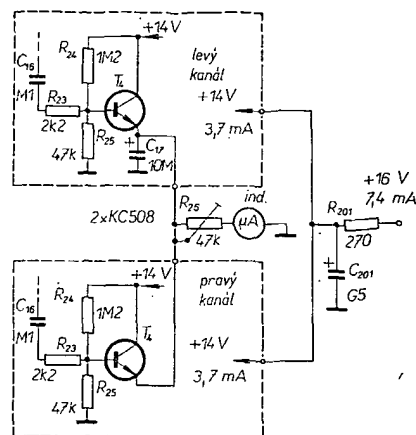 +14V
R24
1M2
C16
M1
R23
2k2
T4
levý
kanál
+14V
3,7 mA
R25
47k
C17
10M
+
2xKC508
R25
47k
ind.
µA
+16 V
7,4 mA
R201
270
+
C201
G5
+14V
R24
1M2
C16
M1
R23
2k2
T4
pravý
kanál
+14V
3,7 mA
R25
47k